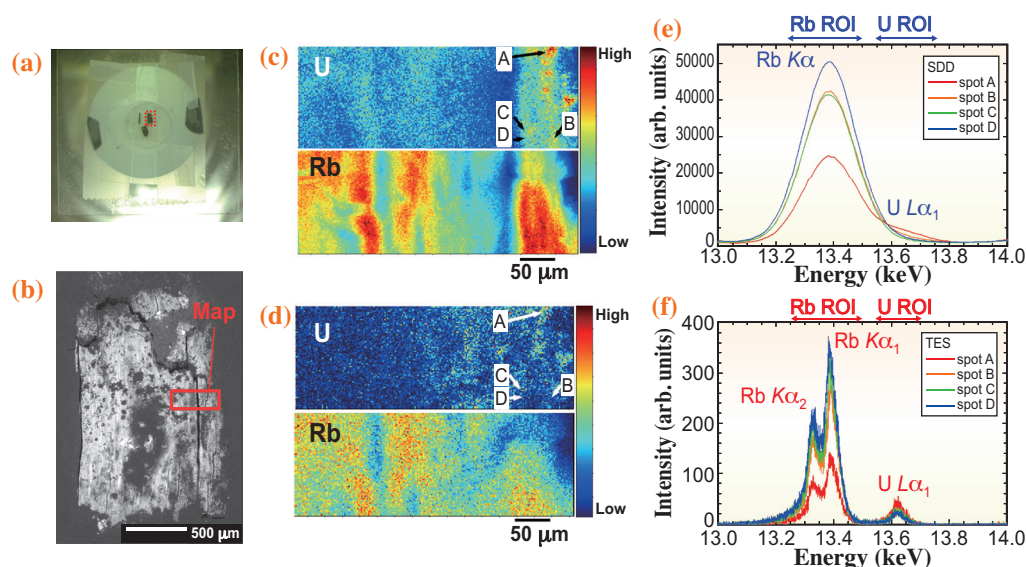 (a)
(b)
Map
500 μm
(c)
U
A
C
D
B
Rb
High
Low
50 μm
(d)
U
A
C
D
B
Rb
High
Low
50 μm
Rb ROI
U ROI
(e)
Rb Kα
SDD
spot A
spot B
spot C
spot D
U Lα1
Intensity (arb. units)
50000
40000
30000
20000
10000
0
13.0 13.2 13.4 13.6 13.8 14.0
Energy (keV)
Rb ROI
U ROI
(f)
Rb Kα1
Rb Kα2
TES
spot A
spot B
spot C
spot D
U Lα1
Intensity (arb. units)
400
300
200
100
0
13.0 13.2 13.4 13.6 13.8 14.0
Energy (keV)